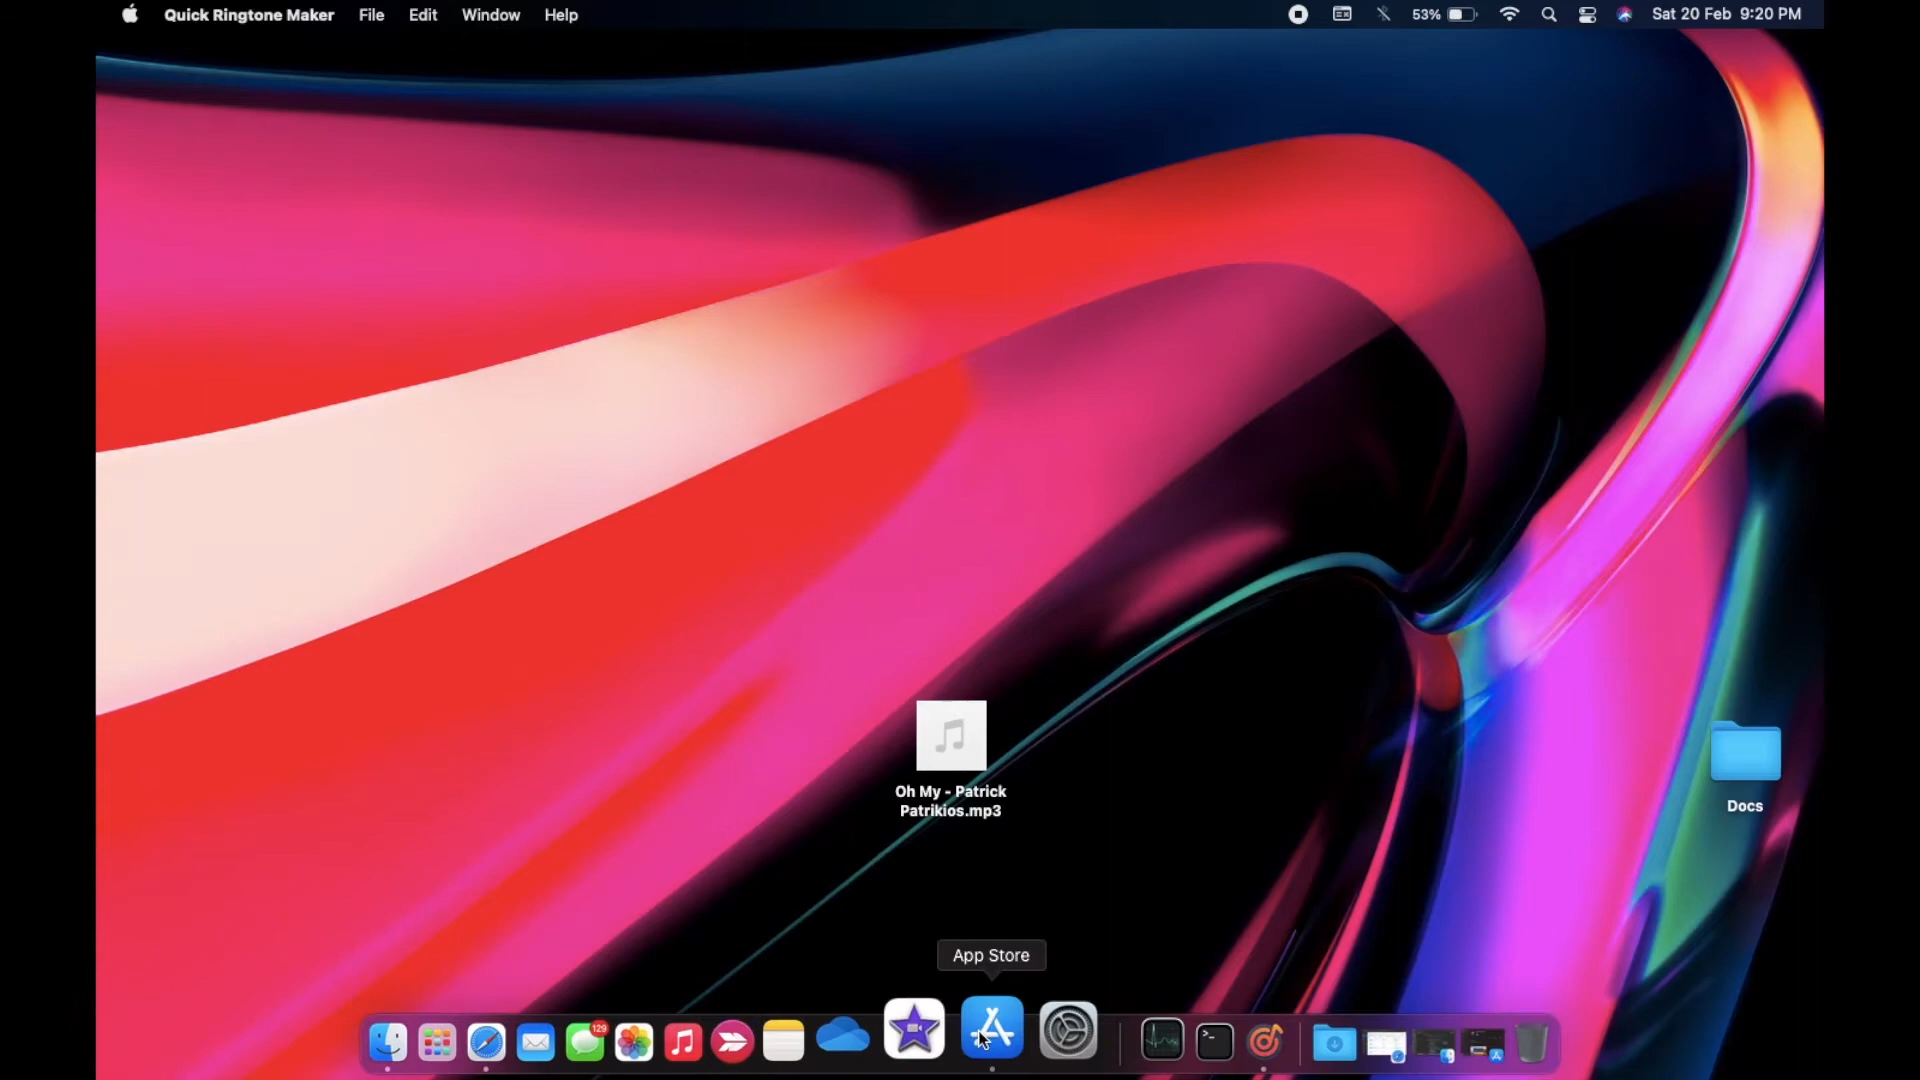 Quick Ringtone Maker File Edit Window Help 53% Sat 20 Feb 9:20 PM
Oh My - Patrick
Patrikios.mp3
Docs
App Store
129